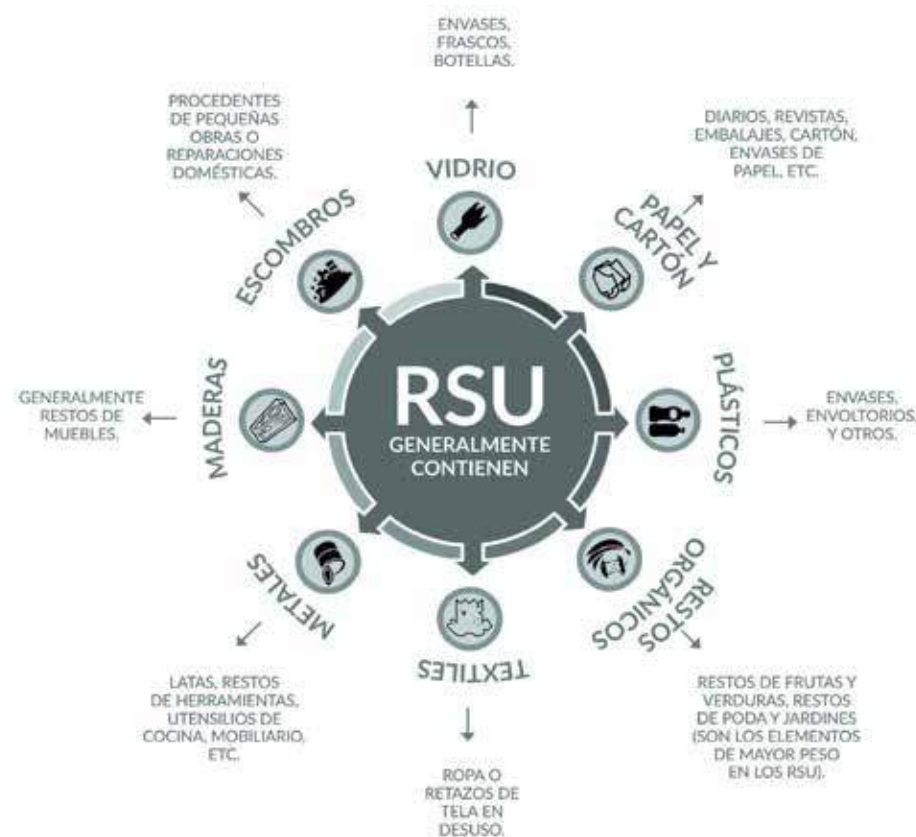 ENVASES,
FRASCOS,
BOTELLAS.
VIDRIO
DIARIOS, REVISTAS,
EMBALAJES, CARTÓN,
ENVASES DE
PAPEL, ETC.
PAPEL Y
CARTÓN
PLÁSTICOS
ENVASES,
ENVOLTORIOS,
Y OTROS.
RESTOS
ORGÁNICOS
RESTOS DE FRUTAS Y
VERDURAS, RESTOS
DE PODA Y JARDINES
(SON LOS ELEMENTOS
DE MAYOR PESO
EN LOS RSU).
TEXTILES
ROPA O
RETAZOS DE
TELA EN
DESUSO.
METALES
LATAS, RESTOS
DE HERRAMIENTAS,
UTENSILIOS DE
COCINA, MOBILIARIO,
ETC.
MADERAS
GENERALMENTE
RESTOS DE
MUEBLES.
ESCOMBROS
PROCEDENTES
DE PEQUEÑAS
OBRAS O
REPARACIONES
DOMÉSTICAS.
RSU
GENERALMENTE
CONTIENEN